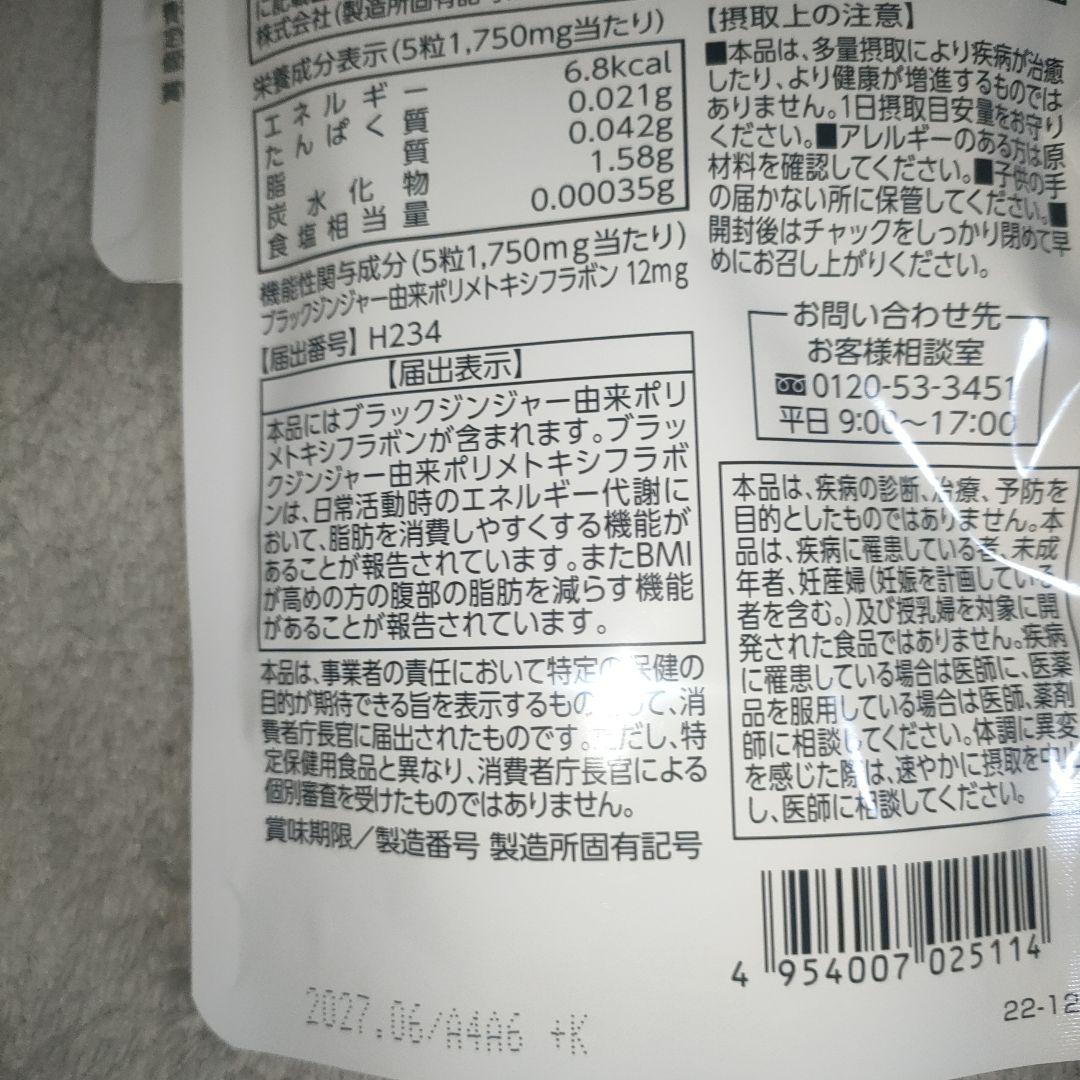 に記載
株式会社(製造所固有記号
栄養成分表示(5粒1,750mg当たり)
エネルギー 6.8kcal
たんぱく質 0.021g
脂質 0.042g
炭水化物 1.58g
食塩相当量 0.00035g
機能性関与成分(5粒1,750mg当たり)
ブラックジンジャー由来ポリメトキシフラボン 12mg
【届出番号】H234
【届出表示】
本品にはブラックジンジャー由来ポリ
メトキシフラボンが含まれます。ブラッ
クジンジャー由来ポリメトキシフラボ
ンは、日常活動時のエネルギー代謝に
おいて、脂肪を消費しやすくする機能が
あることが報告されています。またBMI
が高めの方の腹部の脂肪を減らす機能
があることが報告されています。
本品は、事業者の責任において特定の保健の
目的が期待できる旨を表示するもの て、消
費者庁長官に届出されたものです。ただし、特
定保健用食品と異なり、消費者庁長官による
個別審査を受けたものではありません。
賞味期限/製造番号 製造所固有記号
2027.06/A4A6 +K
【摂取上の注意】
■本品は、多量摂取により疾病が治癒
したり、より健康が増進するものでは
ありません。1日摂取目安量をお守り
ください。■アレルギーのある方は原
材料を確認してください。■子供の手
の届かない所に保管してください。■
開封後はチャックをしっかり閉めて早
めにお召し上がりください。
お問い合わせ先
お客様相談室
0120-53-3451
平日 9:00～17:00
本品は、疾病の診断、治療、予防を
目的としたものではありません。本
品は、疾病に罹患している者、未成
年者、妊産婦(妊娠を計画している
者を含む。)及び授乳婦を対象に開
発された食品ではありません。疾病
に罹患している場合は医師に、医薬
品を服用している場合は医師、薬剤
師に相談してください。体調に異変
を感じた際は、速やかに摂取を中止
し、医師に相談してください。
4 954007 025114
22-12